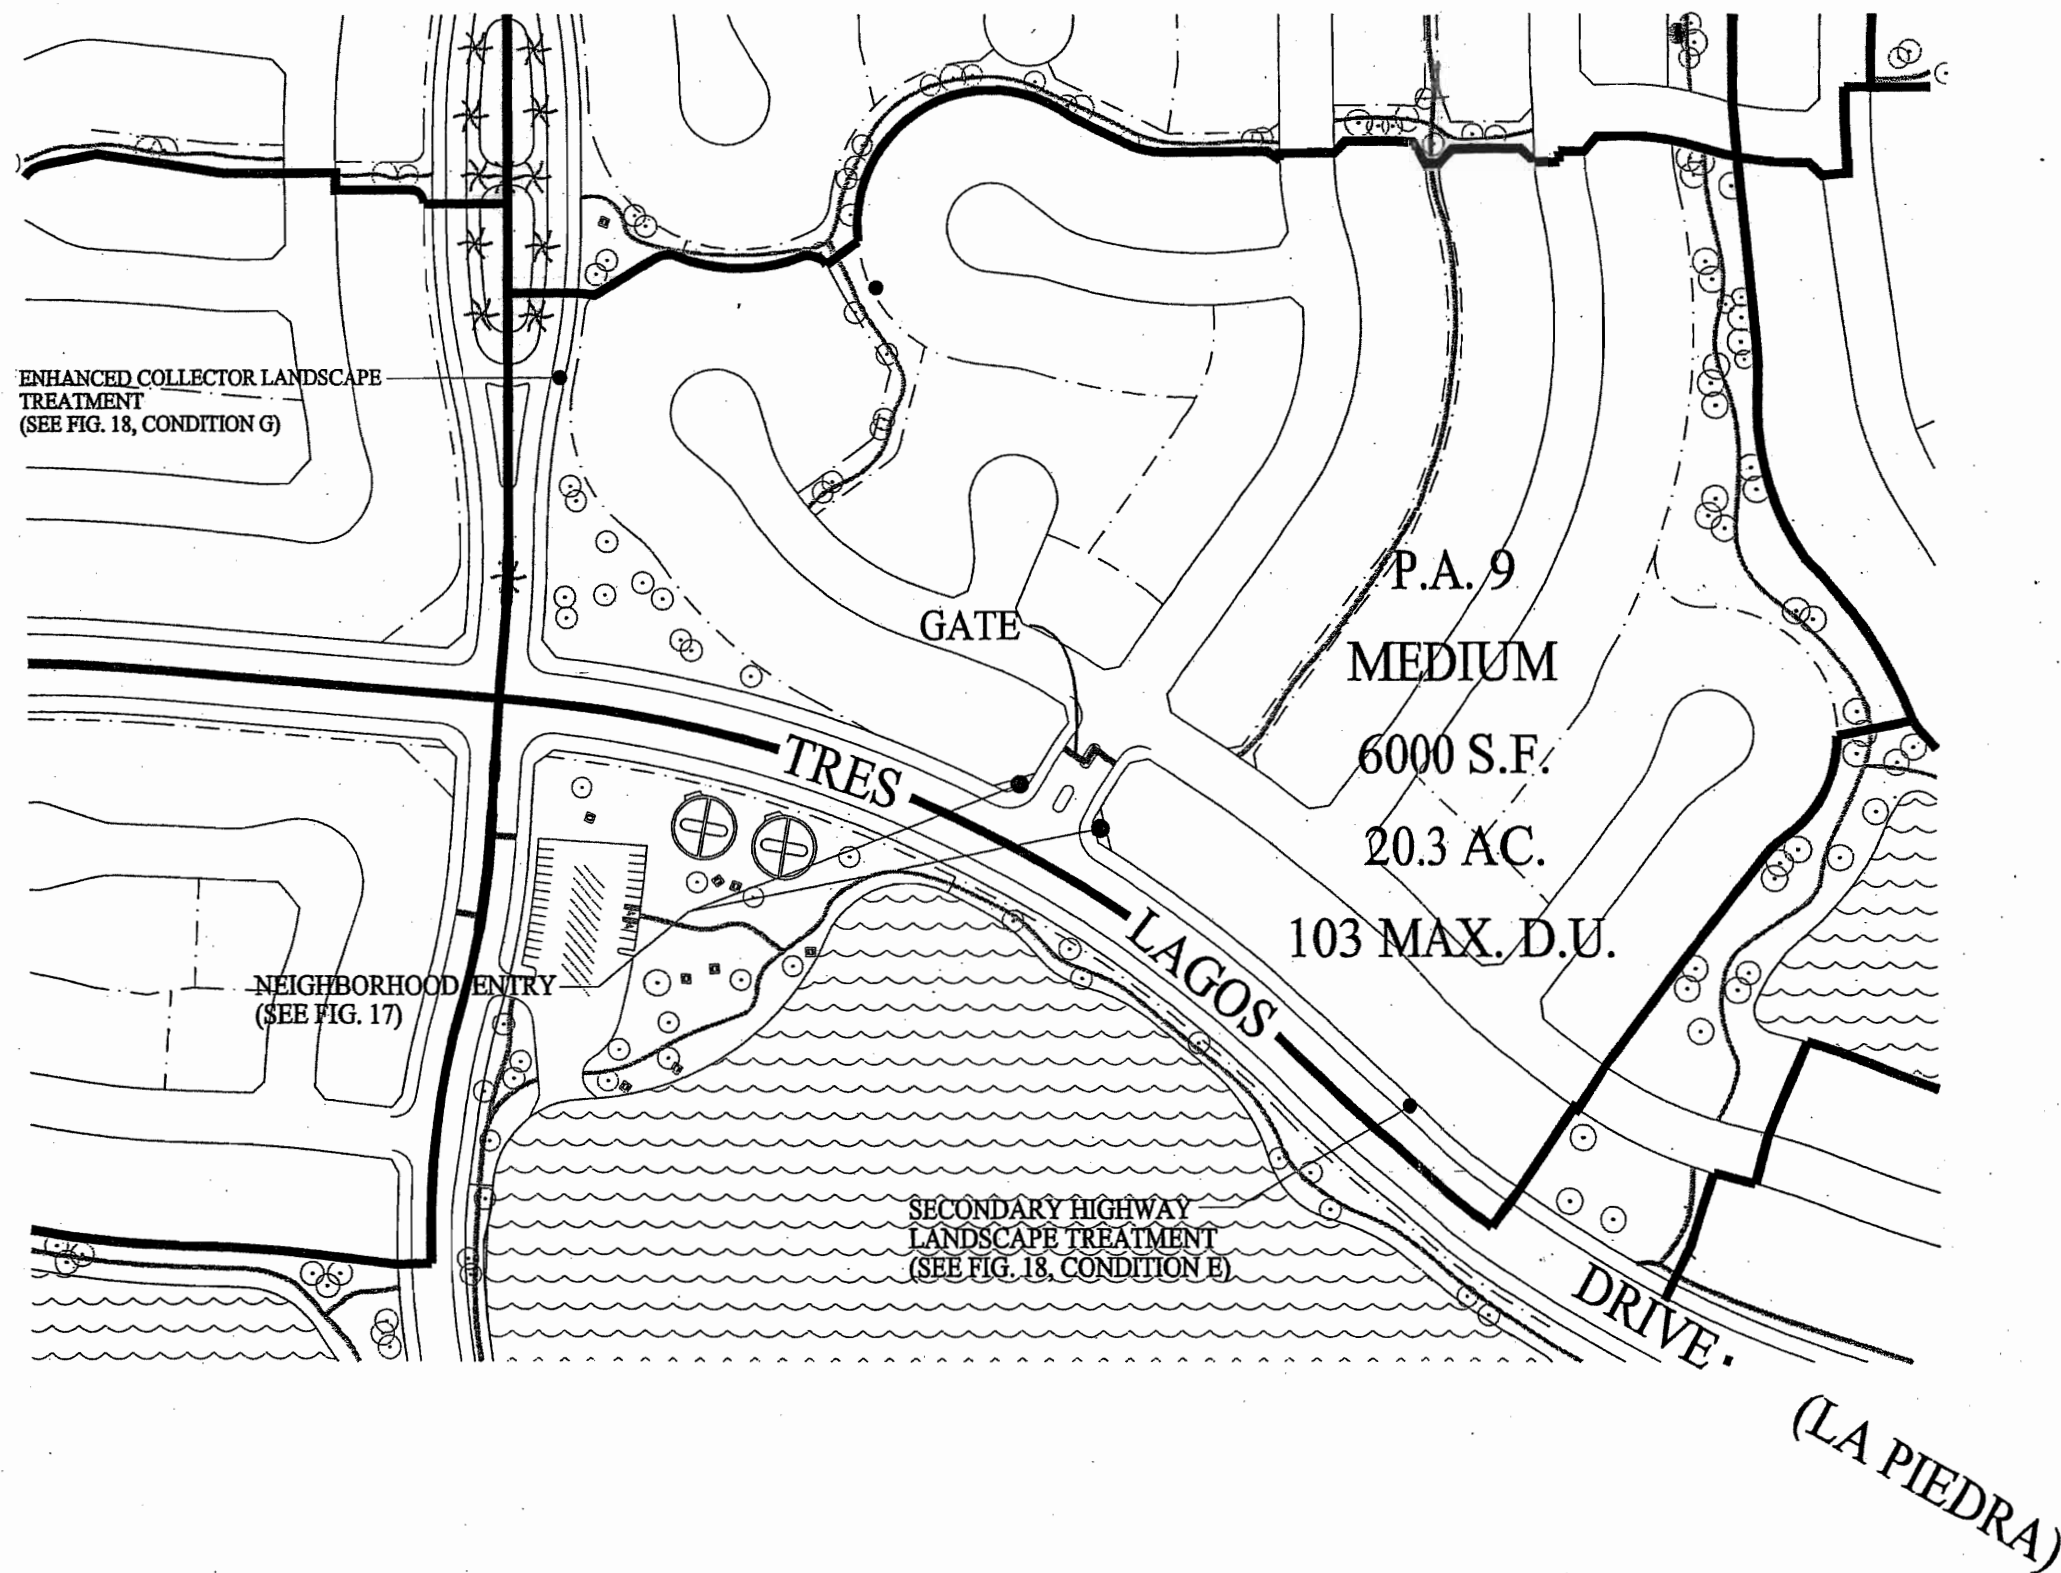 ENHANCED COLLECTOR LANDSCAPE
TREATMENT
(SEE FIG. 18, CONDITION G)
GATE
P.A. 9
MEDIUM
6000 S.F.
20.3 AC.
103 MAX. D.U.
TRES LAGOS DRIVE
(LA PIEDRA)
NEIGHBORHOOD ENTRY
(SEE FIG. 17)
SECONDARY HIGHWAY
LANDSCAPE TREATMENT
(SEE FIG. 18, CONDITION E)